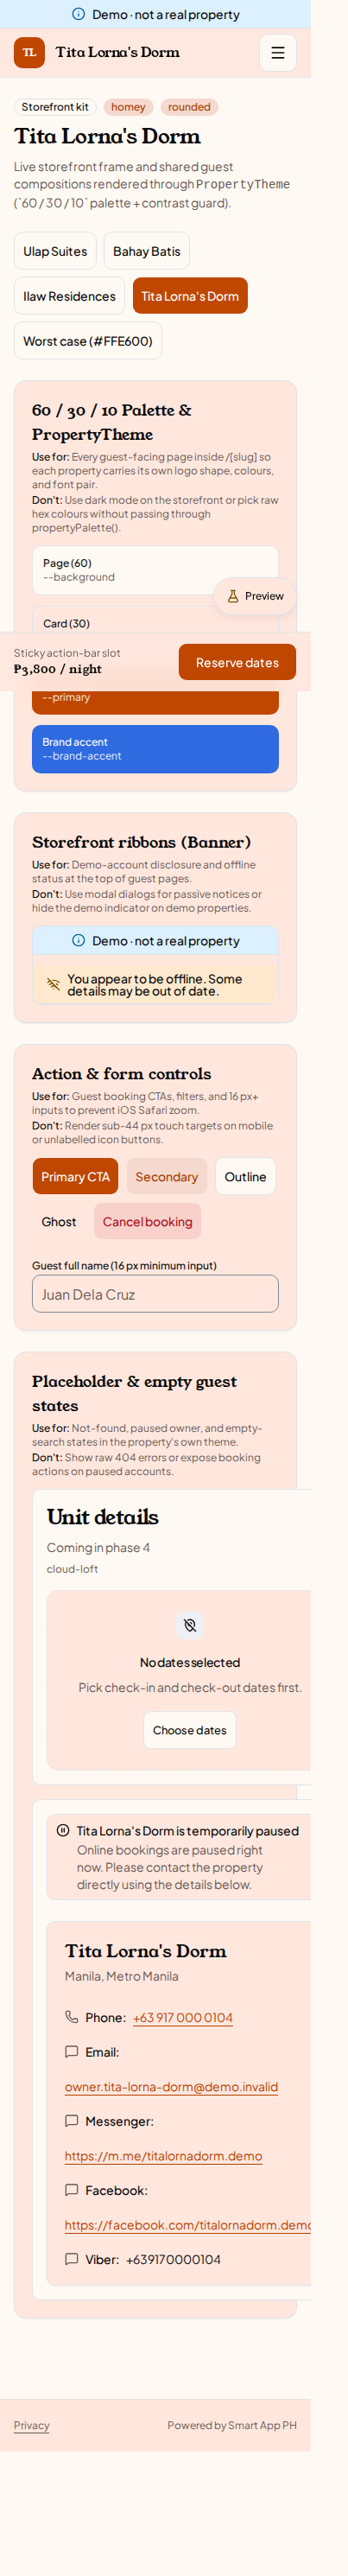 Demo · not a real property
TL
Tita Lorna's Dorm
Storefront kit
homey
rounded
Tita Lorna's Dorm
Live storefront frame and shared guest
compositions rendered through PropertyTheme
(`60 / 30 / 10` palette + contrast guard).
Ulap Suites
Bahay Batis
Ilaw Residences
Tita Lorna's Dorm
Worst case (#FFE600)
60 / 30 / 10 Palette &
PropertyTheme
Use for: Every guest-facing page inside /[slug] so
each property carries its own logo shape, colours,
and font pair.
Don't: Use dark mode on the storefront or pick raw
hex colours without passing through
propertyPalette().
Page (60)
--background
Preview
Card (30)
Sticky action-bar slot
₱3,800 / night
Reserve dates
--primary
Brand accent
--brand-accent
Storefront ribbons (Banner)
Use for: Demo-account disclosure and offline
status at the top of guest pages.
Don't: Use modal dialogs for passive notices or
hide the demo indicator on demo properties.
Demo · not a real property
You appear to be offline. Some
details may be out of date.
Action & form controls
Use for: Guest booking CTAs, filters, and 16 px+
inputs to prevent iOS Safari zoom.
Don't: Render sub-44 px touch targets on mobile
or unlabelled icon buttons.
Primary CTA
Secondary
Outline
Ghost
Cancel booking
Guest full name (16 px minimum input)
Juan Dela Cruz
Placeholder & empty guest
states
Use for: Not-found, paused owner, and empty-
search states in the property's own theme.
Don't: Show raw 404 errors or expose booking
actions on paused accounts.
Unit details
Coming in phase 4
cloud-loft
No dates selected
Pick check-in and check-out dates first.
Choose dates
Tita Lorna's Dorm is temporarily paused
Online bookings are paused right
now. Please contact the property
directly using the details below.
Tita Lorna's Dorm
Manila, Metro Manila
Phone: +63 917 000 0104
Email:
owner.tita-lorna-dorm@demo.invalid
Messenger:
https://m.me/titalornadorm.demo
Facebook:
https://facebook.com/titalornadorm.demo
Viber: +639170000104
Privacy
Powered by Smart App PH